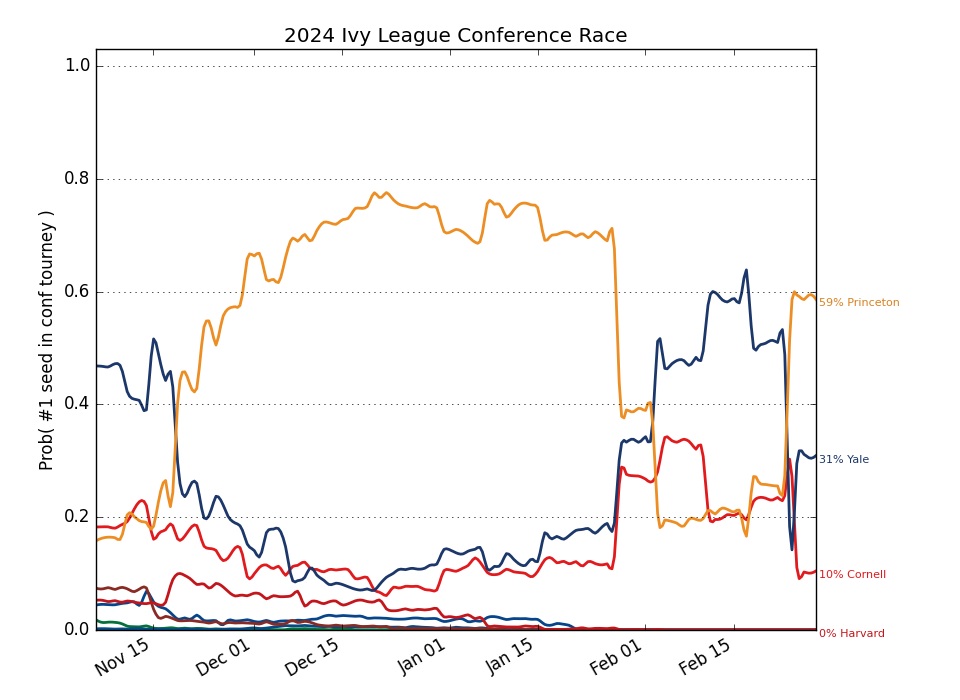 2024 Ivy League Conference Race
Prob( #1 seed in conf tourney )
1.0
0.8
0.6
0.4
0.2
0.0
59% Princeton
31% Yale
10% Cornell
0% Harvard
Nov 15
Dec 01
Dec 15
Jan 01
Jan 15
Feb 01
Feb 15